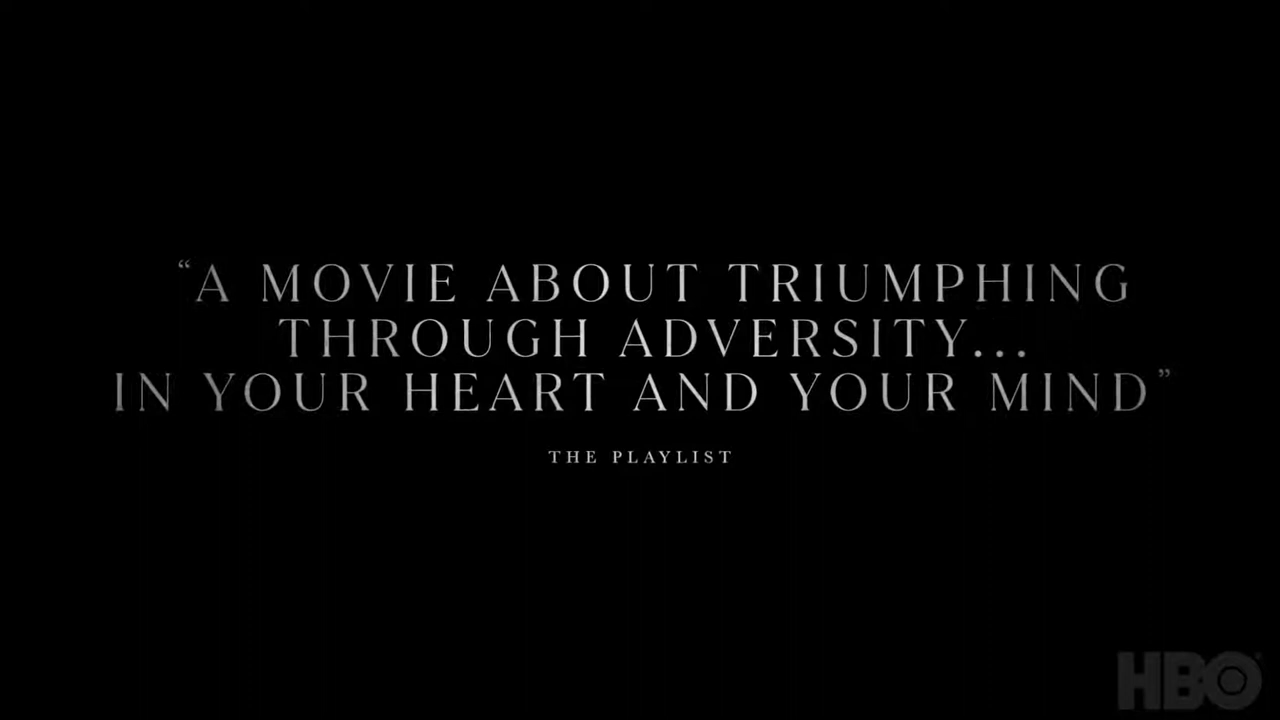 “A MOVIE ABOUT TRIUMPHING
THROUGH ADVERSITY...
IN YOUR HEART AND YOUR MIND”
THE PLAYLIST
HBO